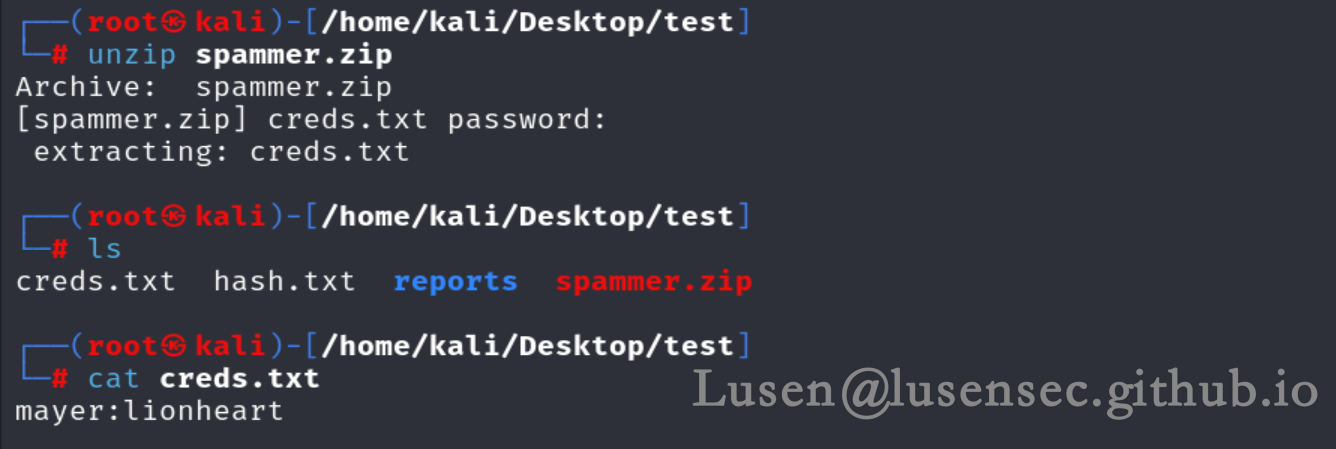 ┌──(root㉿kali)-[/home/kali/Desktop/test]
└─# unzip spammer.zip
Archive:  spammer.zip
[spammer.zip] creds.txt password:
 extracting: creds.txt
┌──(root㉿kali)-[/home/kali/Desktop/test]
└─# ls
creds.txt  hash.txt  reports  spammer.zip
┌──(root㉿kali)-[/home/kali/Desktop/test]
└─# cat creds.txt
mayer:lionheart
Lusen@lusensec.github.io